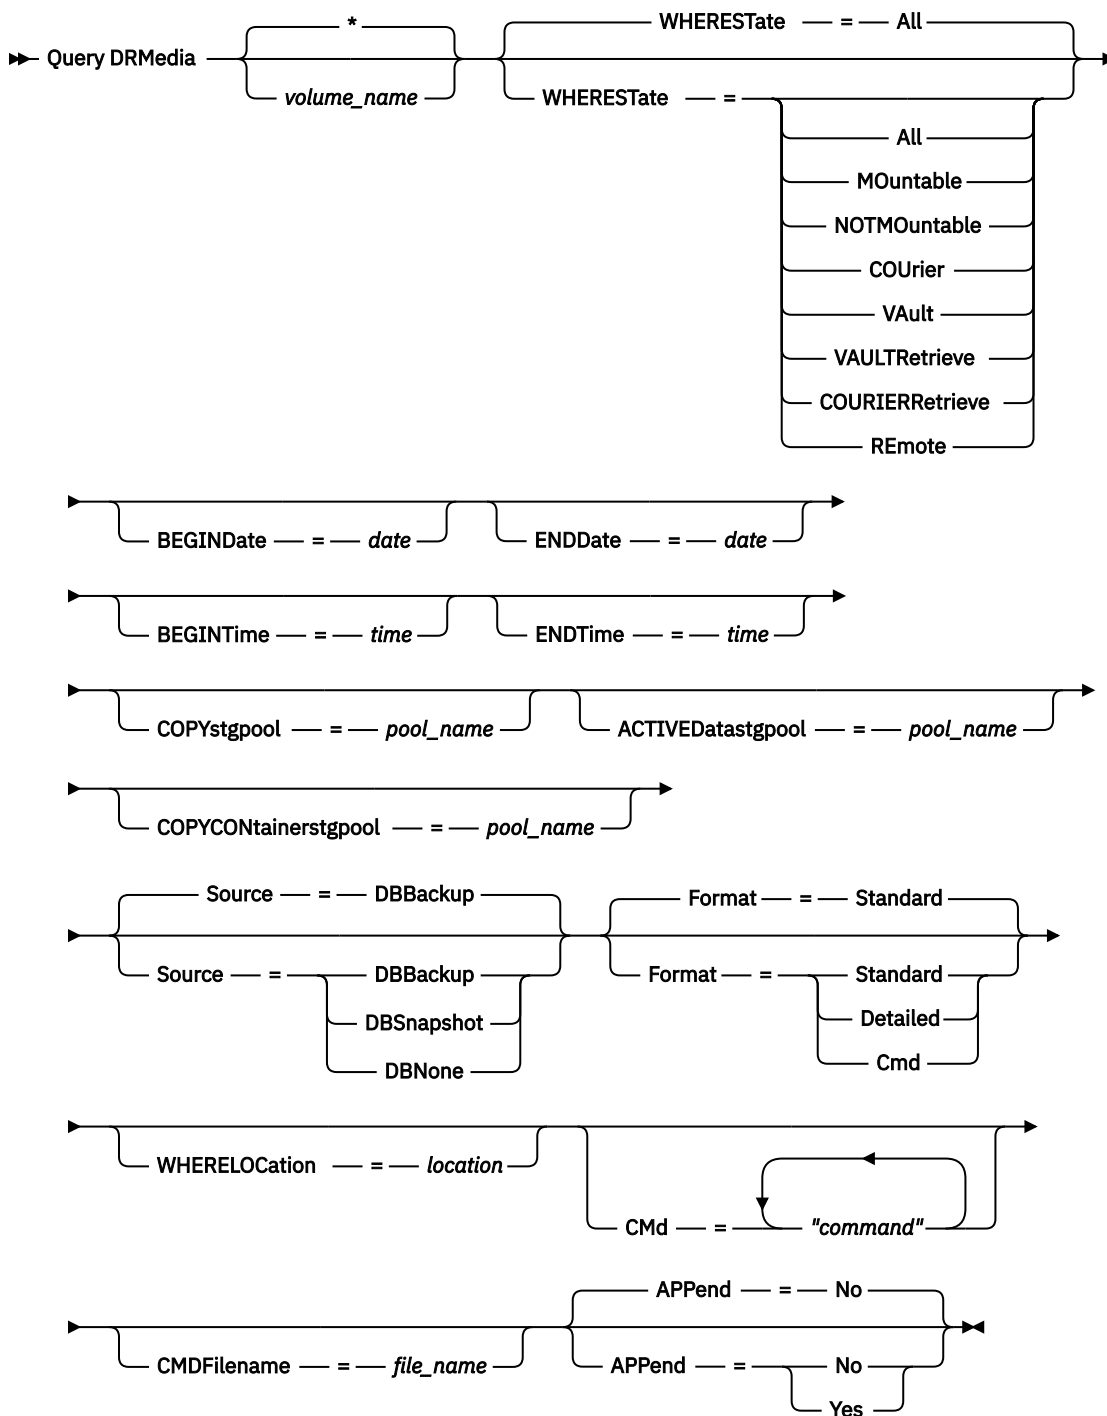 *
WHERESTate = All
Query DRMedia
volume_name
WHERESTate =
All
MOuntable
NOTMOuntable
COUrier
VAult
VAULTRetrieve
COURIERRetrieve
REmote
BEGINDate = date ENDDate = date
BEGINTime = time ENDTime = time
COPYstgpool = pool_name ACTIVEDatastgpool = pool_name
COPYCONtainerstgpool = pool_name
Source = DBBackup Format = Standard
Source = DBBackup Format = Standard
DBSnapshot Detailed
DBNone Cmd
WHERELOCation = location
CMd = "command"
APPend = No
CMDFilename = file_name APPend = No
Yes